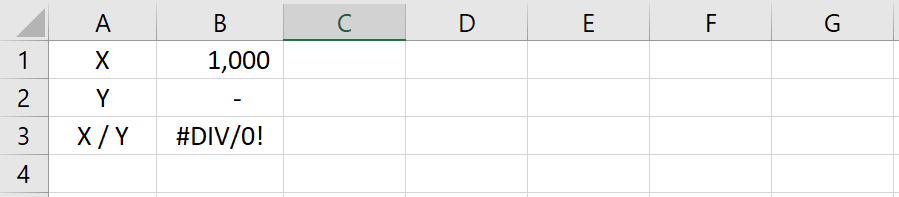 A B C D E F G
1 X 1,000
2 Y -
3 X / Y #DIV/0!
4